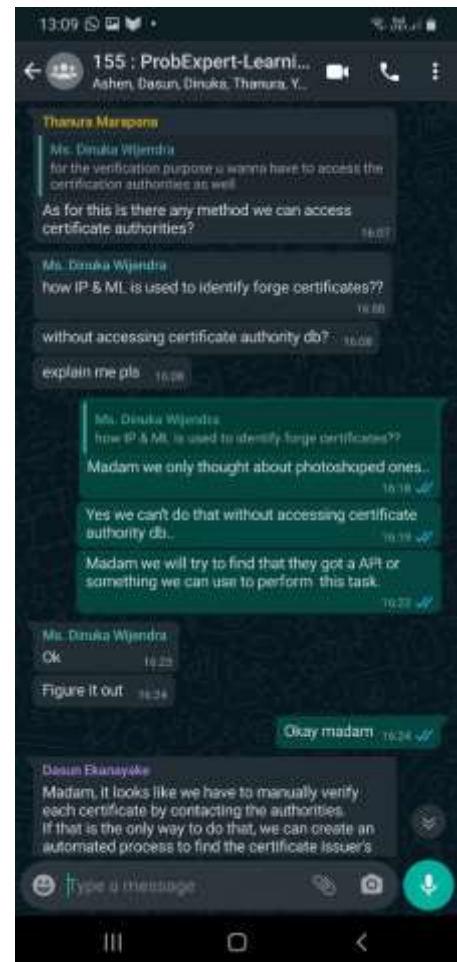 13:09
155 : ProbExpert-Learni...
Ashen, Dasun, Dinuka, Thanura, Y...
Thanura Marapana
Ms. Dinuka Wijendra
for the verification purpose u wanna have to access the
certification authorities as well
As for this is there any method we can access
certificate authorities?
16:07
Ms. Dinuka Wijendra
how IP & ML is used to identify forge certificates??
16:08
without accessing certificate authority db?
16:08
explain me pls
16:08
Ms. Dinuka Wijendra
how IP & ML is used to identify forge certificates??
Madam we only thought about photoshoped ones..
16:18
Yes we can't do that without accessing certificate
authority db..
16:19
Madam we will try to find that they got a API or
something we can use to perform this task.
16:22
Ms. Dinuka Wijendra
Ok
16:23
Figure it out
16:24
Okay madam
16:24
Dasun Ekanayake
Madam, it looks like we have to manually verify
each certificate by contacting the authorities.
If that is the only way to do that, we can create an
automated process to find the certificate issuer's
Type a message